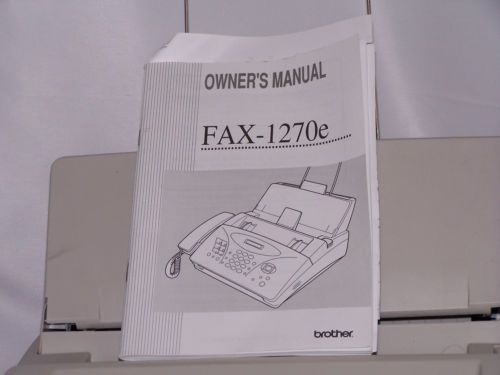 OWNER'S MANUAL
FAX-1270e
brother.